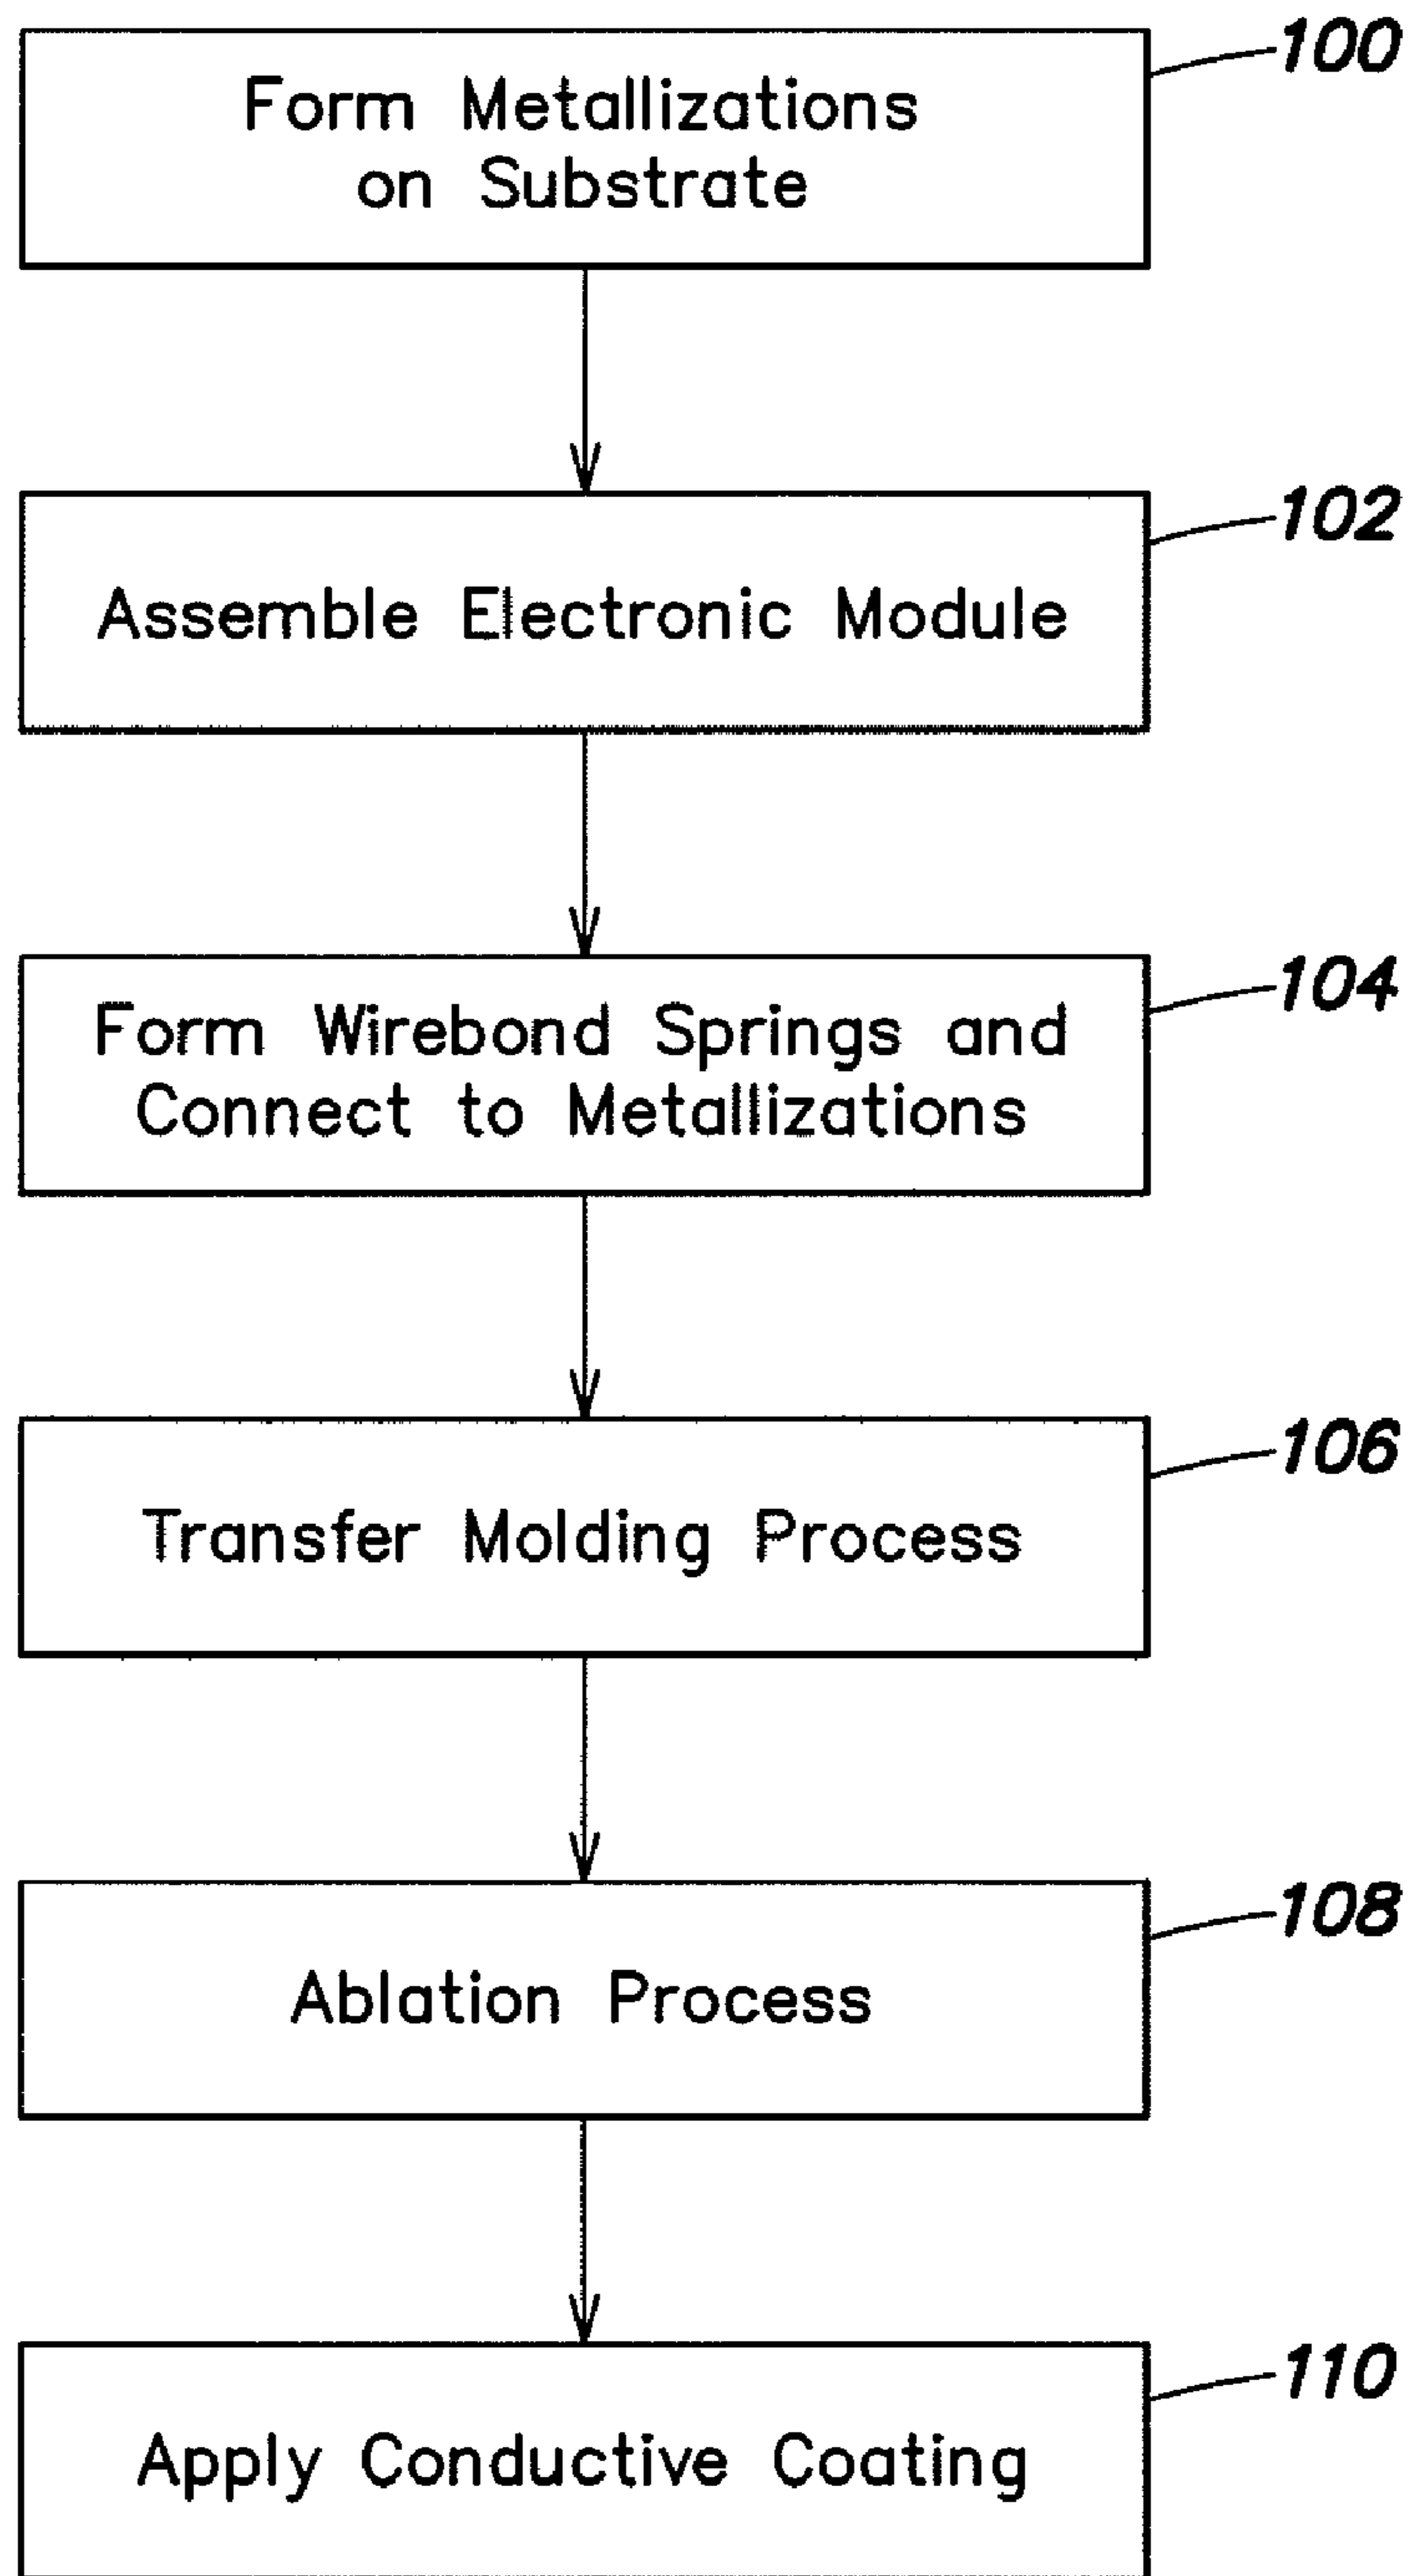 100
Form Metallizations
on Substrate
102
Assemble Electronic Module
104
Form Wirebond Springs and
Connect to Metallizations
106
Transfer Molding Process
108
Ablation Process
110
Apply Conductive Coating